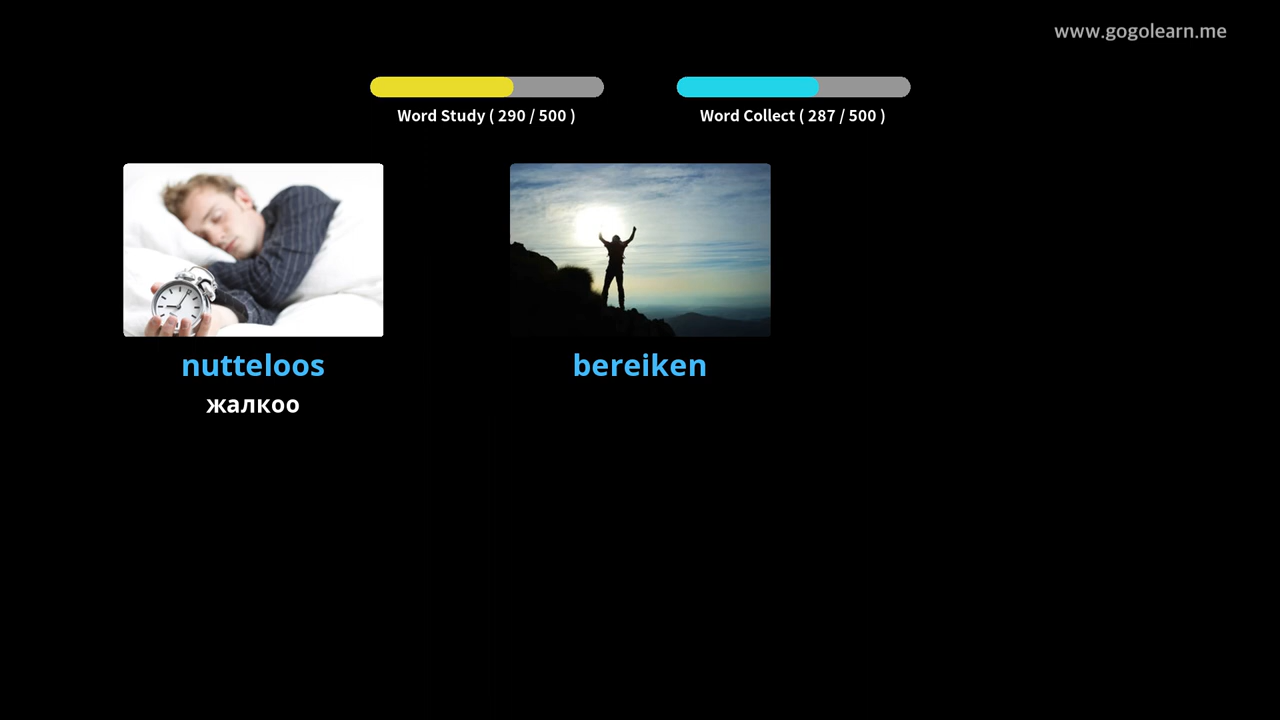 www.gogolearn.me
Word Study ( 290 / 500 )
Word Collect ( 287 / 500 )
nutteloos
bereiken
жалкоо